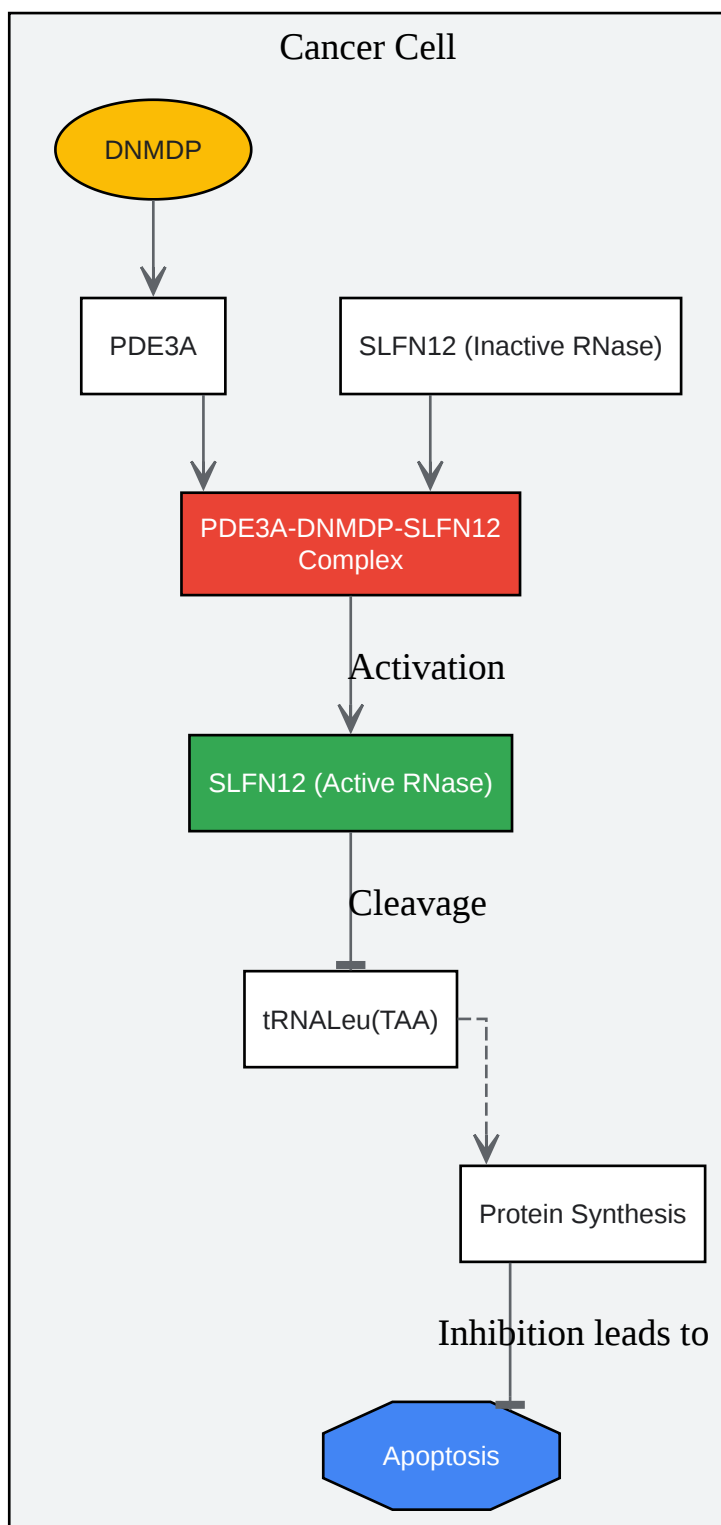 Cancer Cell
DNMDP
PDE3A
SLFN12 (Inactive RNase)
PDE3A-DNMDP-SLFN12
Complex
Activation
SLFN12 (Active RNase)
Cleavage
tRNALeu(TAA)
Protein Synthesis
Inhibition leads to
Apoptosis